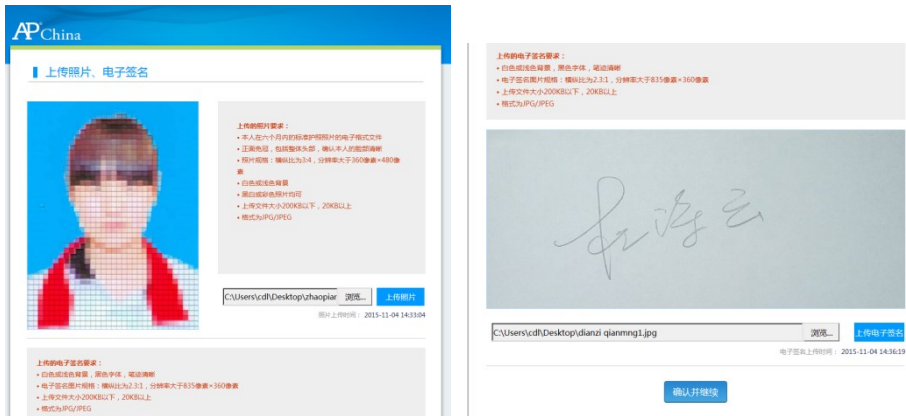 AP China
上传照片、电子签名
上传的照片要求：
• 本人在六个月内的标准护照照片的电子格式文件
• 正面免冠，包括整体头部，确认本人的脸部清晰
• 照片规格：横纵比为3:4，分辨率大于360像素*480像
素
• 白色或浅色背景
• 黑白或彩色照片均可
• 上传文件大小200KB以下，20KB以上
• 格式为JPG/JPEG
C:\Users\cdl\Desktop\zhaopiar 浏览... 上传照片
照片上传时间： 2015-11-04 14:33:04
上传的电子签名要求：
• 白色或浅色背景，黑色字体，笔迹清晰
• 电子签名图片规格：横纵比为2.3:1，分辨率大于835像素*360像素
• 上传文件大小200KB以下，20KB以上
• 格式为JPG/JPEG
上传的电子签名要求：
• 白色或浅色背景，黑色字体，笔迹清晰
• 电子签名图片规格：横纵比为2.3:1，分辨率大于835像素*360像素
• 上传文件大小200KB以下，20KB以上
• 格式为JPG/JPEG
C:\Users\cdl\Desktop\dianzi qianmng1.jpg 浏览... 上传电子签名
电子签名上传时间： 2015-11-04 14:36:19
确认并继续